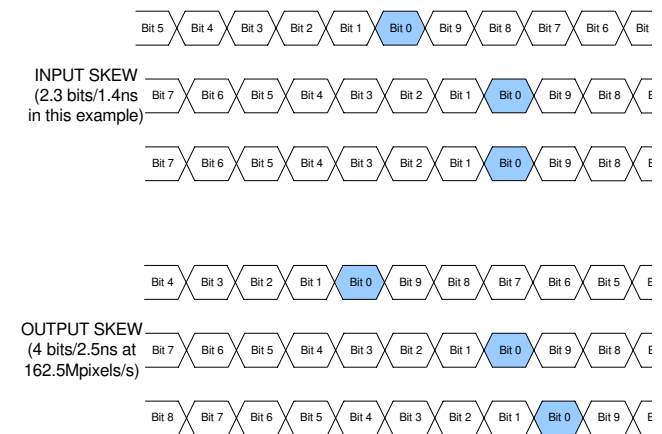 Bit 5 Bit 4 Bit 3 Bit 2 Bit 1 Bit 0 Bit 9 Bit 8 Bit 7 Bit 6 Bit
INPUT SKEW
(2.3 bits/1.4ns
in this example)
Bit 7 Bit 6 Bit 5 Bit 4 Bit 3 Bit 2 Bit 1 Bit 0 Bit 9 Bit 8
Bit 7 Bit 6 Bit 5 Bit 4 Bit 3 Bit 2 Bit 1 Bit 0 Bit 9 Bit 8
Bit 4 Bit 3 Bit 2 Bit 1 Bit 0 Bit 9 Bit 8 Bit 7 Bit 6 Bit 5
OUTPUT SKEW
(4 bits/2.5ns at
162.5Mpixels/s)
Bit 7 Bit 6 Bit 5 Bit 4 Bit 3 Bit 2 Bit 1 Bit 0 Bit 9 Bit 8
Bit 8 Bit 7 Bit 6 Bit 5 Bit 4 Bit 3 Bit 2 Bit 1 Bit 0 Bit 9